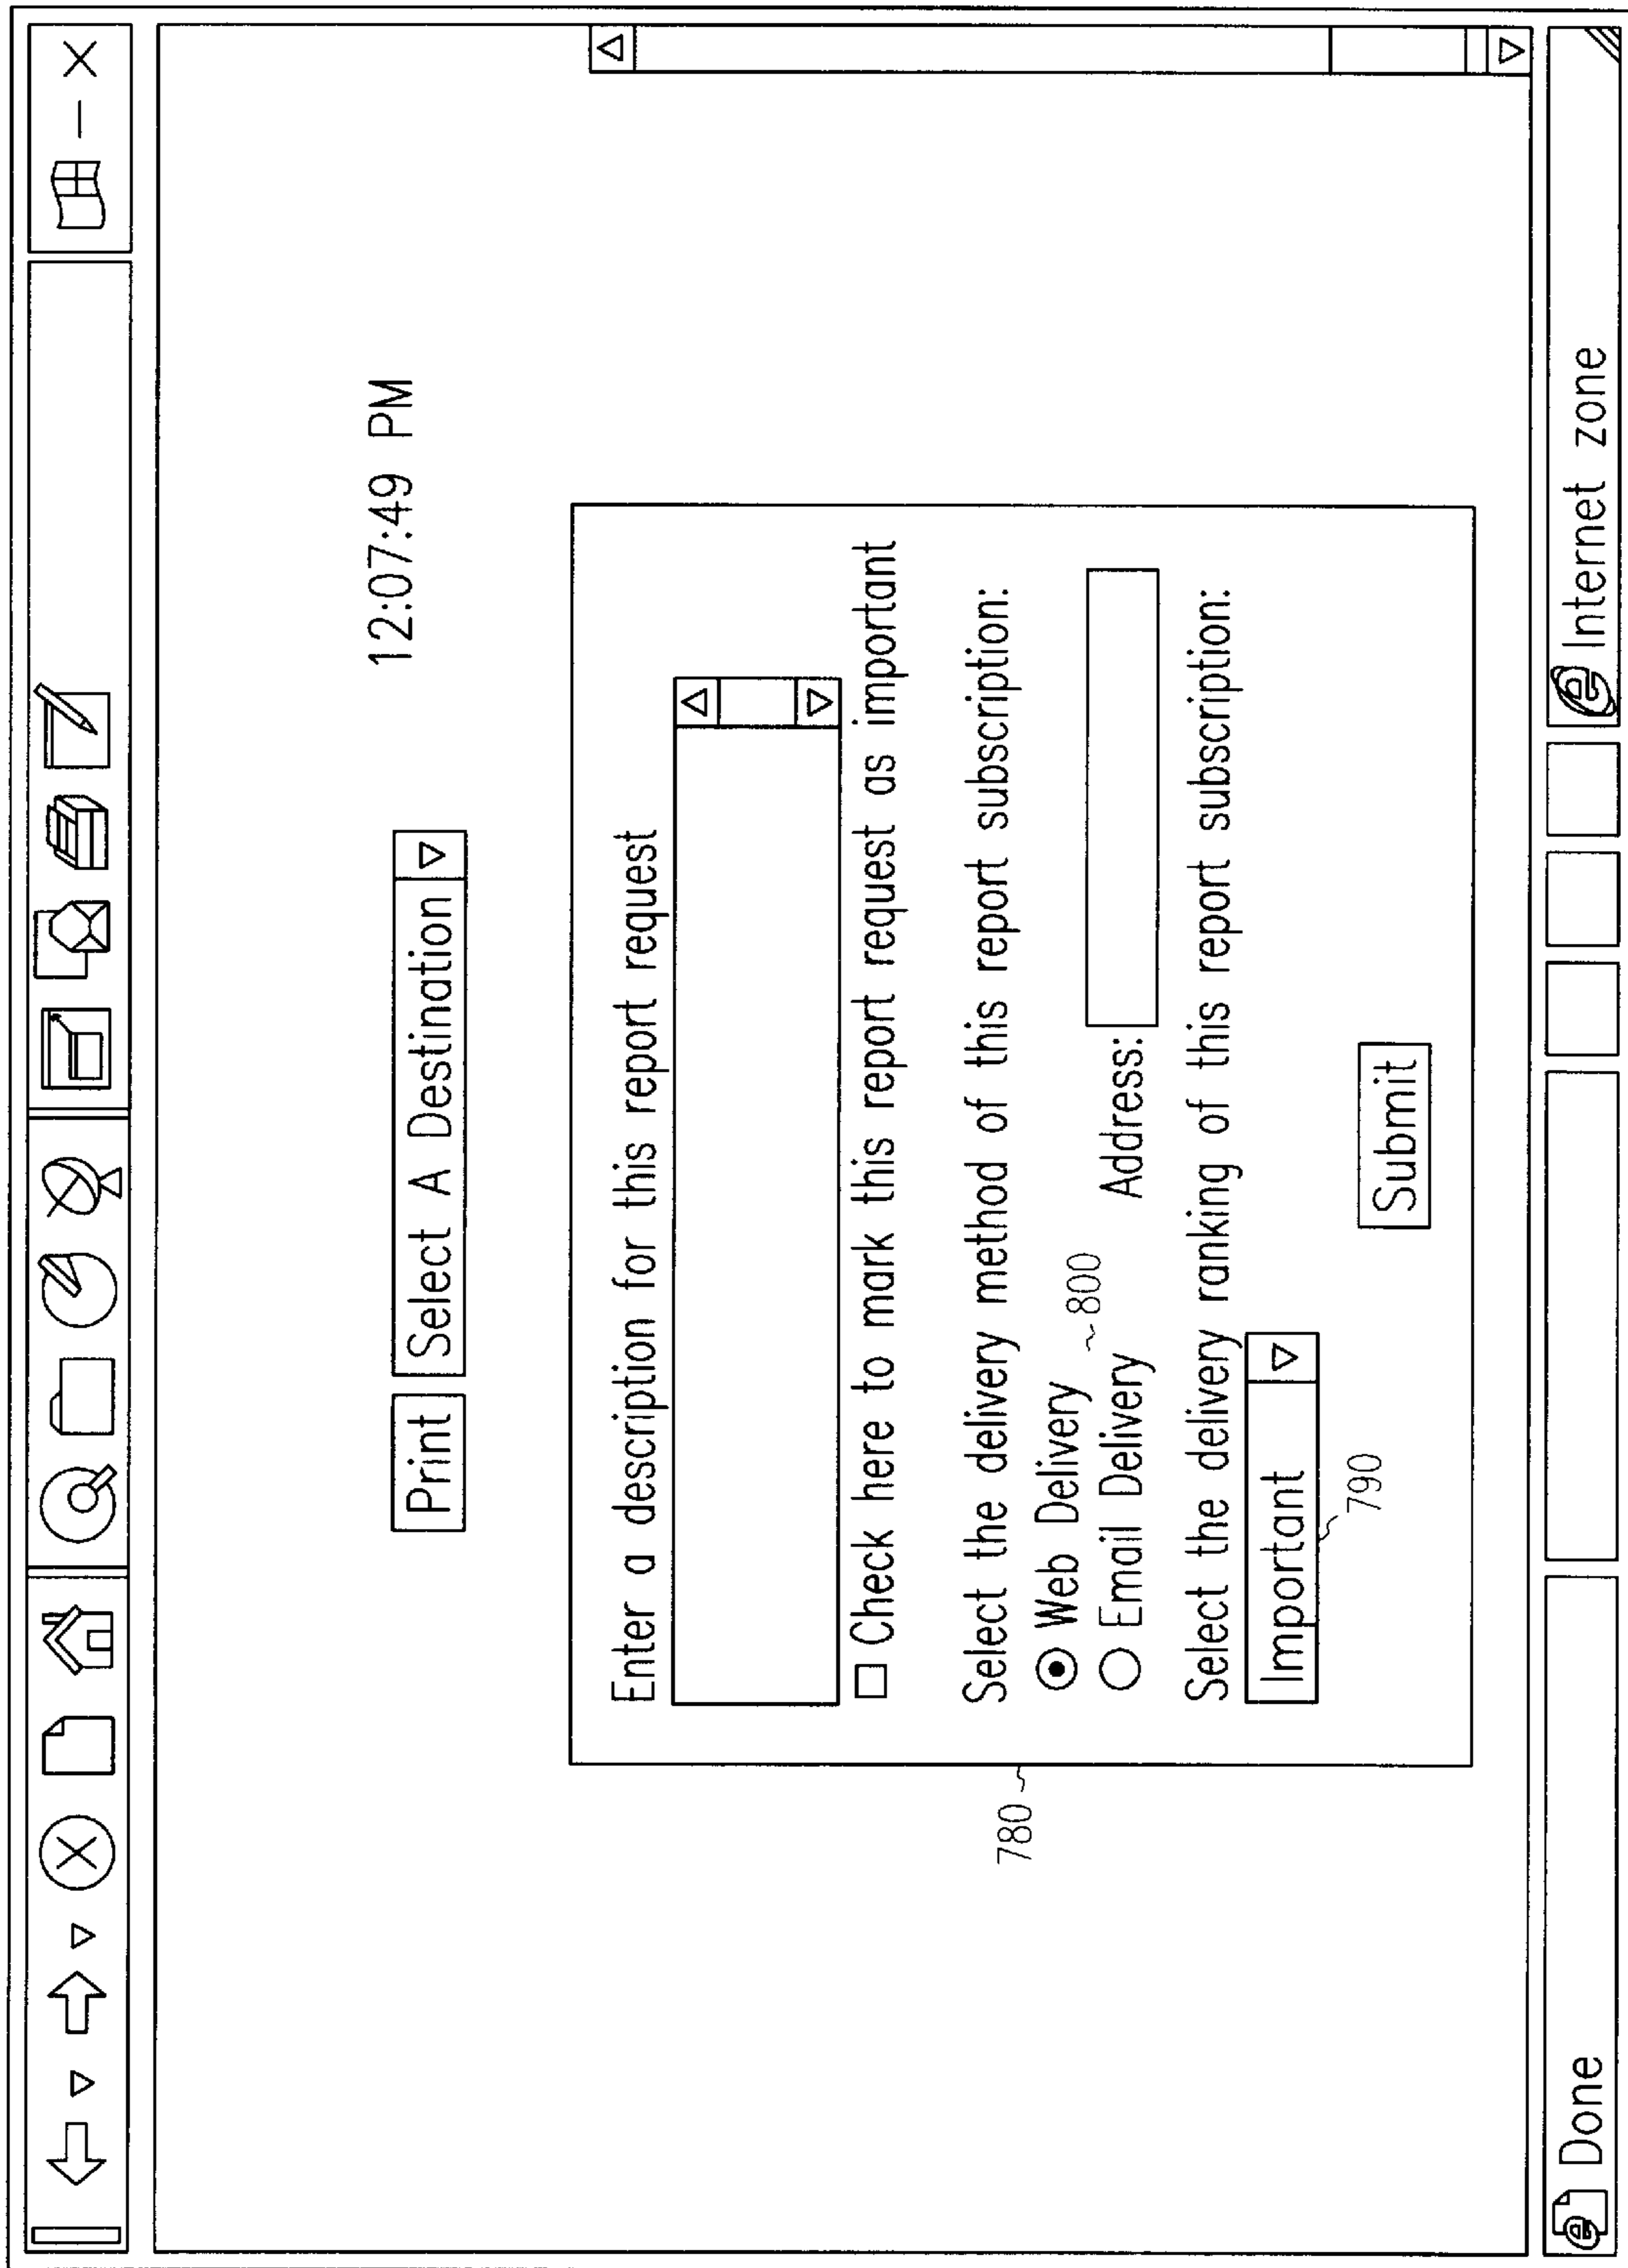 12:07:49 PM
Print Select A Destination
Enter a description for this report request
Check here to mark this report request as important
Select the delivery method of this report subscription:
Web Delivery 800
Email Delivery Address:
Select the delivery ranking of this report subscription:
Important
790
Submit
780
Done Internet zone